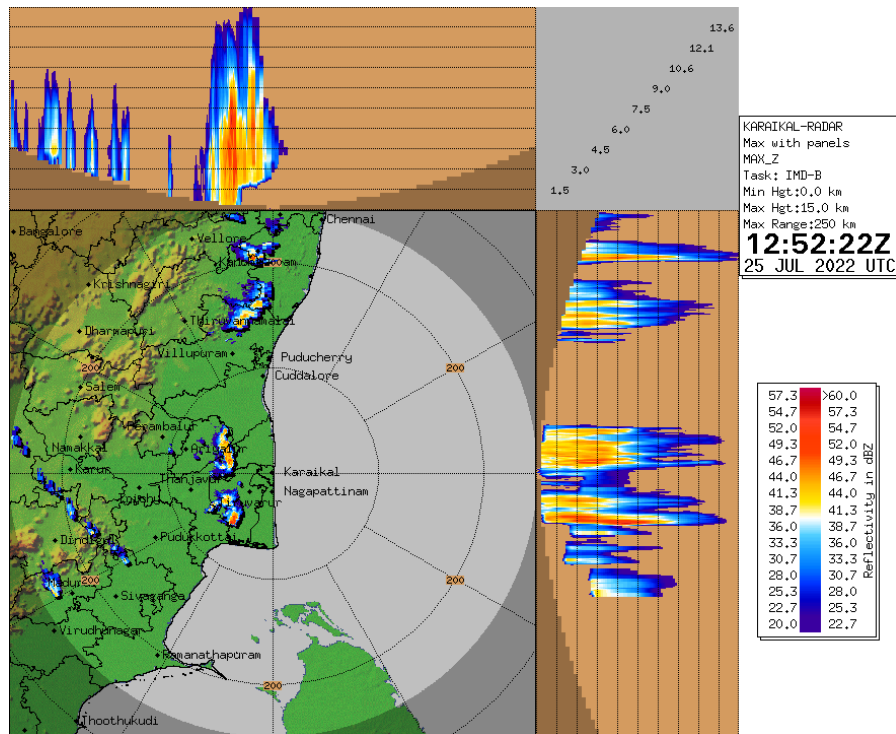 13.6
12.1
10.6
9.0
7.5
6.0
4.5
3.0
1.5
KARAIKAL-RADAR
Max with panels
MAX_Z
Task: IMD-B
Min Hgt:0.0 km
Max Hgt:15.0 km
Max Range:250 km
12:52:22Z
25 JUL 2022 UTC
Chennai
Bangalore
Vellore
Krishnagiri
Dharmapuri
Villupuram
Puducherry
Cuddalore
200
200
Salem
Perambalur
Namakkal
Karur
Karaikal
Nagapattinam
Pudukkottai
Dindigul
200
200
Sivaganga
Virudhunagar
Ramanathapuram
200
Thoothukudi
57.3 >60.0
54.7 57.3
52.0 54.7
49.3 52.0
46.7 49.3
44.0 46.7
41.3 44.0
38.7 41.3
36.0 38.7
33.3 36.0
30.7 33.3
28.0 30.7
25.3 28.0
22.7 25.3
20.0 22.7
Reflectivity in dBZ